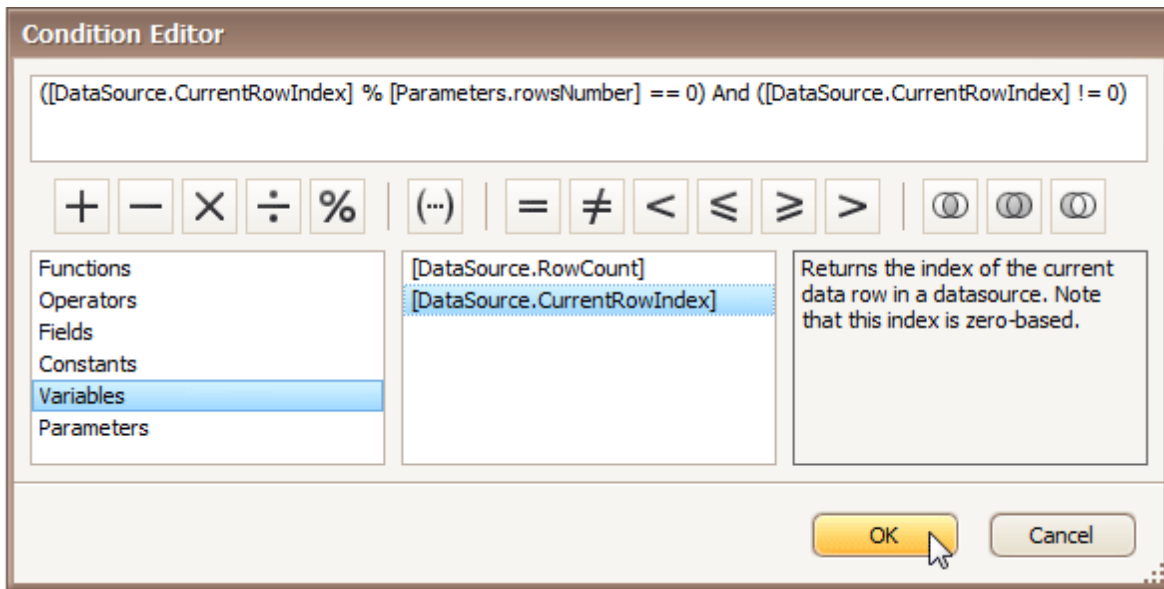 Condition Editor
([DataSource.CurrentRowIndex] % [Parameters.rowsNumber] == 0) And ([DataSource.CurrentRowIndex] != 0)
+ − × ÷ % (...) = ≠ < ⩽ ⩾ >
Functions
Operators
Fields
Constants
Variables
Parameters
[DataSource.RowCount]
[DataSource.CurrentRowIndex]
Returns the index of the current
data row in a datasource. Note
that this index is zero-based.
OK Cancel